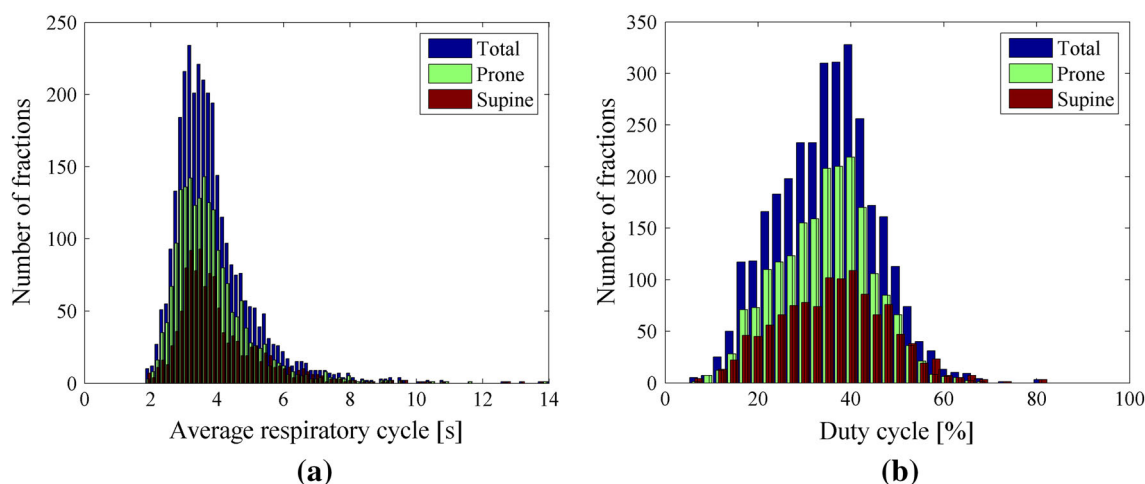 250
200
150
100
50
0
Number of fractions
Total
Prone
Supine
0 2 4 6 8 10 12 14
Average respiratory cycle [s]
(a)
350
300
250
200
150
100
50
0
Number of fractions
Total
Prone
Supine
0 20 40 60 80 100
Duty cycle [%]
(b)